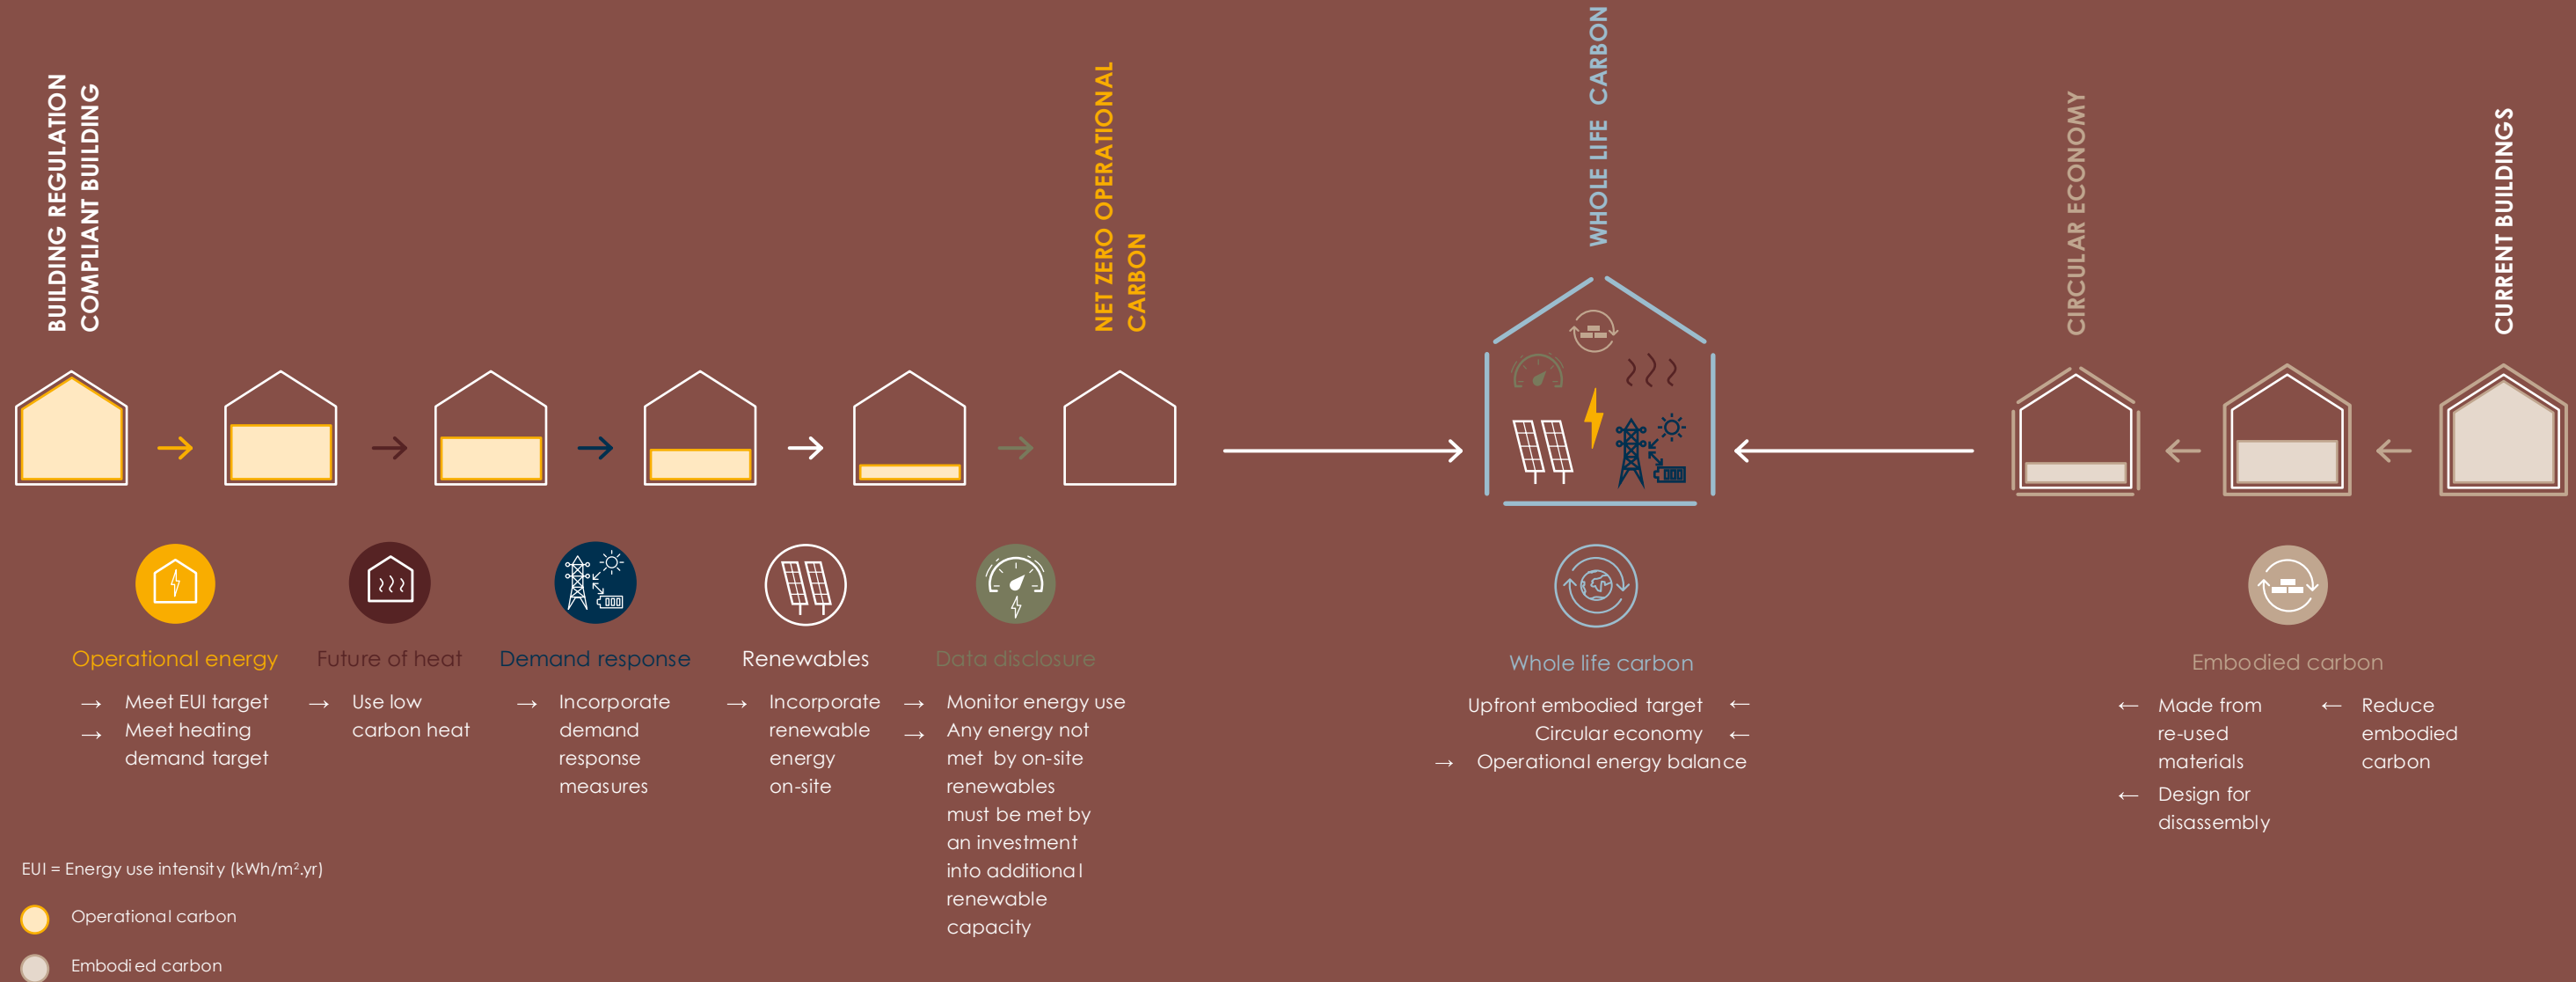 BUILDING REGULATION
COMPLIANT BUILDING
NET ZERO OPERATIONAL
CARBON
WHOLE LIFE CARBON
CIRCULAR ECONOMY
CURRENT BUILDINGS
Operational energy
→ Meet EUI target
→ Meet heating
demand target
Future of heat
→ Use low
carbon heat
Demand response
→ Incorporate
demand
response
measures
Renewables
→ Incorporate
renewable
energy
on-site
Data disclosure
→ Monitor energy use
→ Any energy not
met by on-site
renewables
must be met by
an investment
into additional
renewable
capacity
Whole life carbon
Upfront embodied target ←
Circular economy ←
→ Operational energy balance
Embodied carbon
← Made from
re-used
materials
← Design for
disassembly
← Reduce
embodied
carbon
EUI = Energy use intensity (kWh/m².yr)
Operational carbon
Embodied carbon